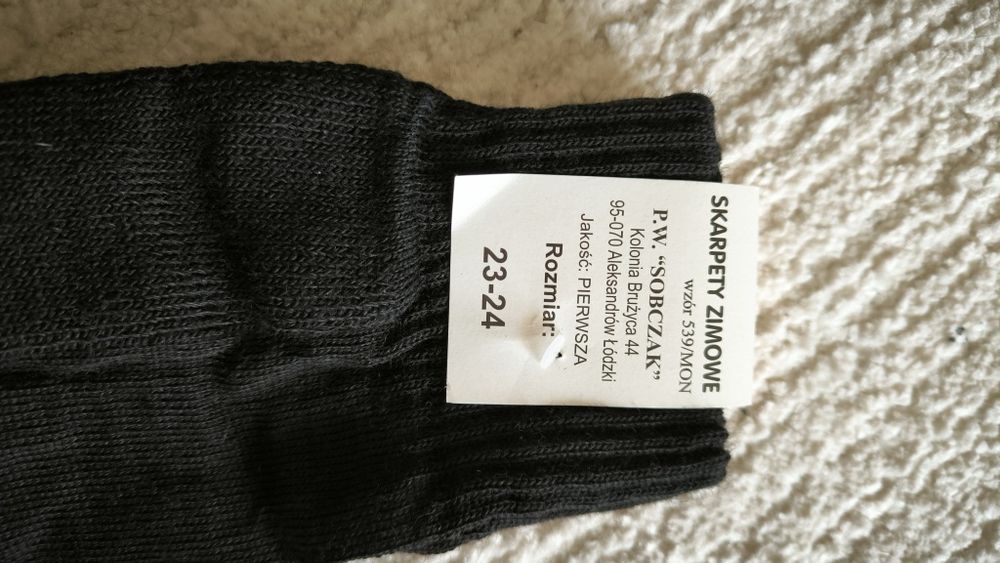 SKARPETY ZIMOWE
wzór 539/MON
P.W. “SOBCZAK”
Kolonia Brużyca 44
95-070 Aleksandrów Łódzki
Jakość: PIERWSZA
Rozmiar:
23-24